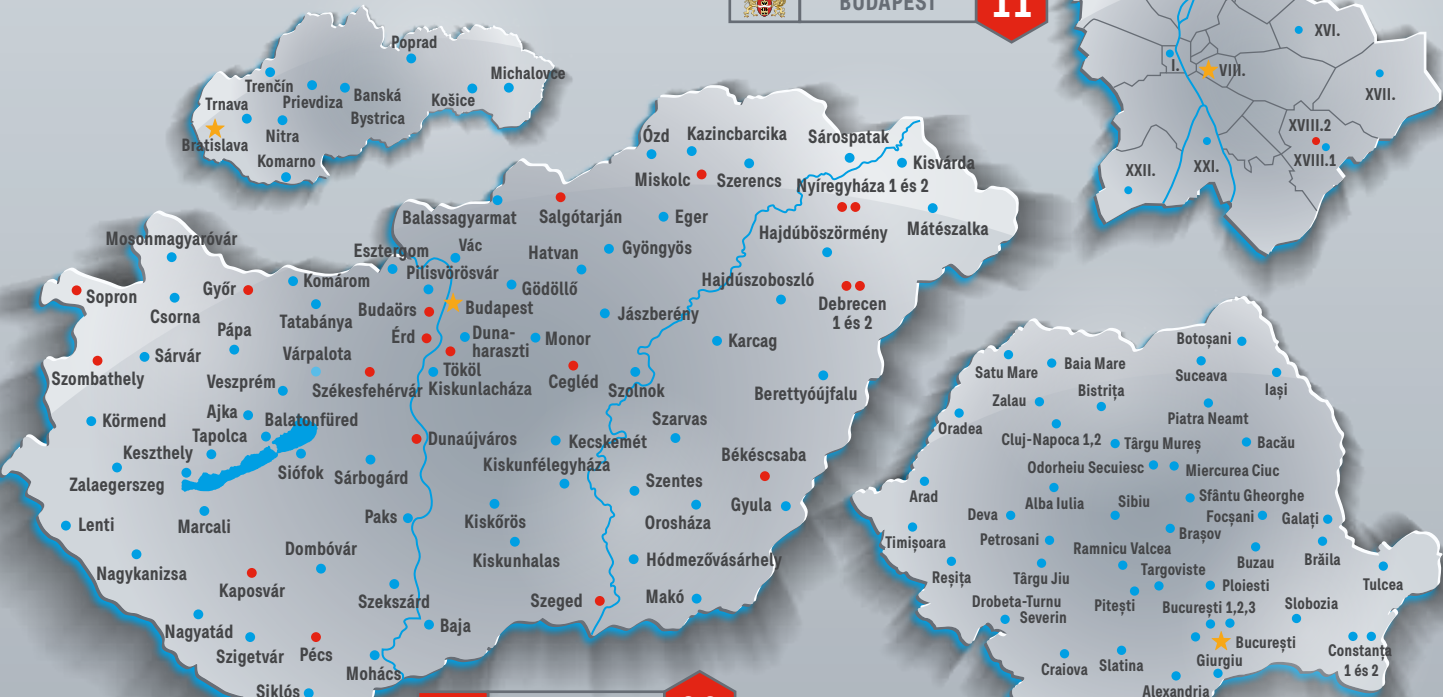 BUDAPEST
11
Poprad
Trenčín
Michalovce
Prievdiza
Banská
Bystrica
Košice
Trnava
Nitra
Bratislava
Komarno
XVI.
I.
VIII.
XVII.
XVIII.2
XVIII.1
XXII.
XXI.
Ózd
Kazincbarcika
Sárospatak
Kisvárda
Miskolc
Szerencs
Nyíregyháza 1 és 2
Balassagyarmat
Salgótarján
Eger
Mátészalka
Mosonmagyaróvár
Esztergom
Vác
Hatvan
Gyöngyös
Hajdúböszörmény
Pilisvörösvár
Sopron
Győr
Komárom
Gödöllő
Hajdúszoboszló
Csorna
Tatabánya
Budaörs
Budapest
Jászberény
Debrecen
1 és 2
Pápa
Érd
Duna-
haraszti
Monor
Karcag
Sárvár
Várpalota
Tököl
Szombathely
Veszprém
Székesfehérvár
Kiskunlacháza
Cegléd
Szolnok
Berettyóújfalu
Körmend
Ajka
Balatonfüred
Szarvas
Tapolca
Dunaújváros
Kecskemét
Keszthely
Kiskunfélegyháza
Békéscsaba
Zalaegerszeg
Siófok
Sárbogárd
Szentes
Lenti
Marcali
Paks
Kiskőrös
Orosháza
Gyula
Dombóvár
Kiskunhalas
Hódmezővásárhely
Nagykanizsa
Kaposvár
Szekszárd
Szeged
Makó
Nagyatád
Szigetvár
Pécs
Baja
Mohács
Siklós
Botoșani
Satu Mare
Baia Mare
Suceava
Iași
Zalau
Bistrița
Piatra Neamt
Oradea
Cluj-Napoca 1,2
Târgu Mureș
Bacău
Odorheiu Secuiesc
Miercurea Ciuc
Arad
Alba Iulia
Sibiu
Sfântu Gheorghe
Deva
Focșani
Galați
Timișoara
Petrosani
Brașov
Ramnicu Valcea
Buzau
Brăila
Reșița
Târgu Jiu
Targoviste
Tulcea
Ploiesti
Drobeta-Turnu
Severin
Pitești
București 1,2,3
Slobozia
București
Constanța
1 és 2
Craiova
Slatina
Giurgiu
Alexandria